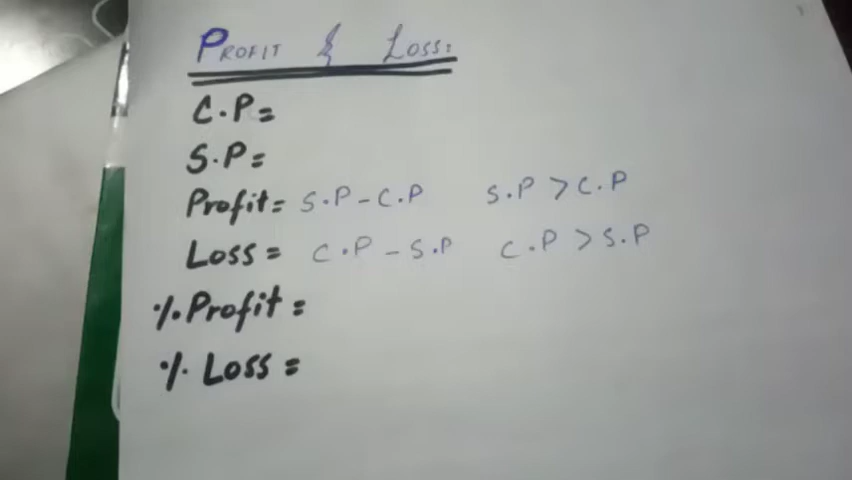 PROFIT & LOSS:
C.P=
S.P=
Profit= S.P-C.P S.P > C.P
Loss= C.P - S.P C.P > S.P
%Profit=
% Loss=